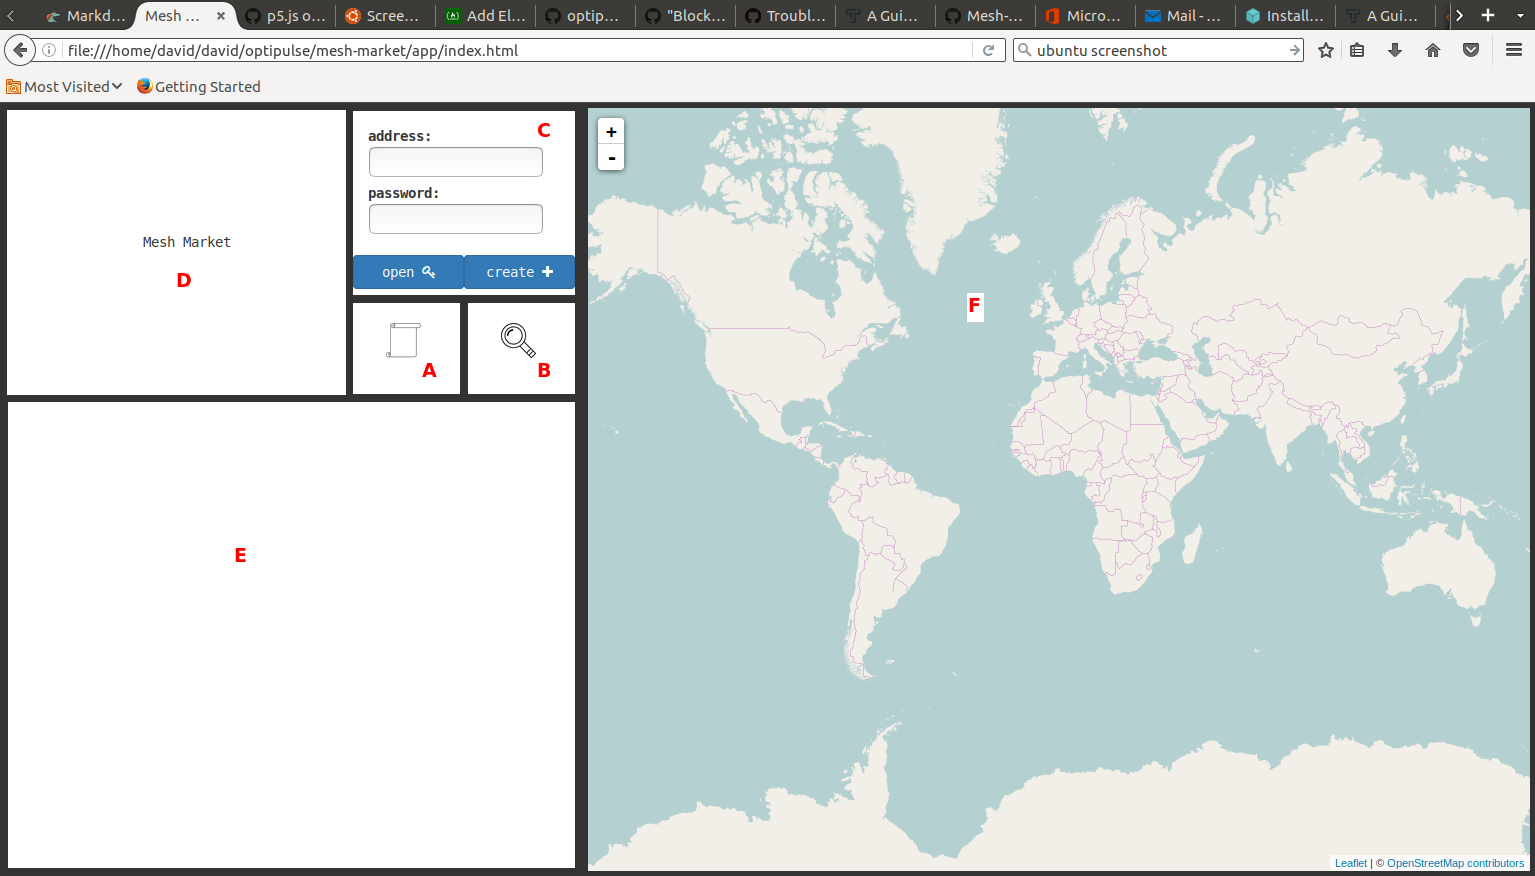 Markd...
Mesh ...
p5.js o...
Scree...
Add El...
optip...
"Block...
Troubl...
A Gui...
Mesh-...
Micro...
Mail - ...
Install...
A Gui...
file:///home/david/david/optipulse/mesh-market/app/index.html
ubuntu screenshot
Most Visited
Getting Started
Mesh Market
D
address:
C
password:
open
create
A
B
E
+
-
F
Leaflet | © OpenStreetMap contributors